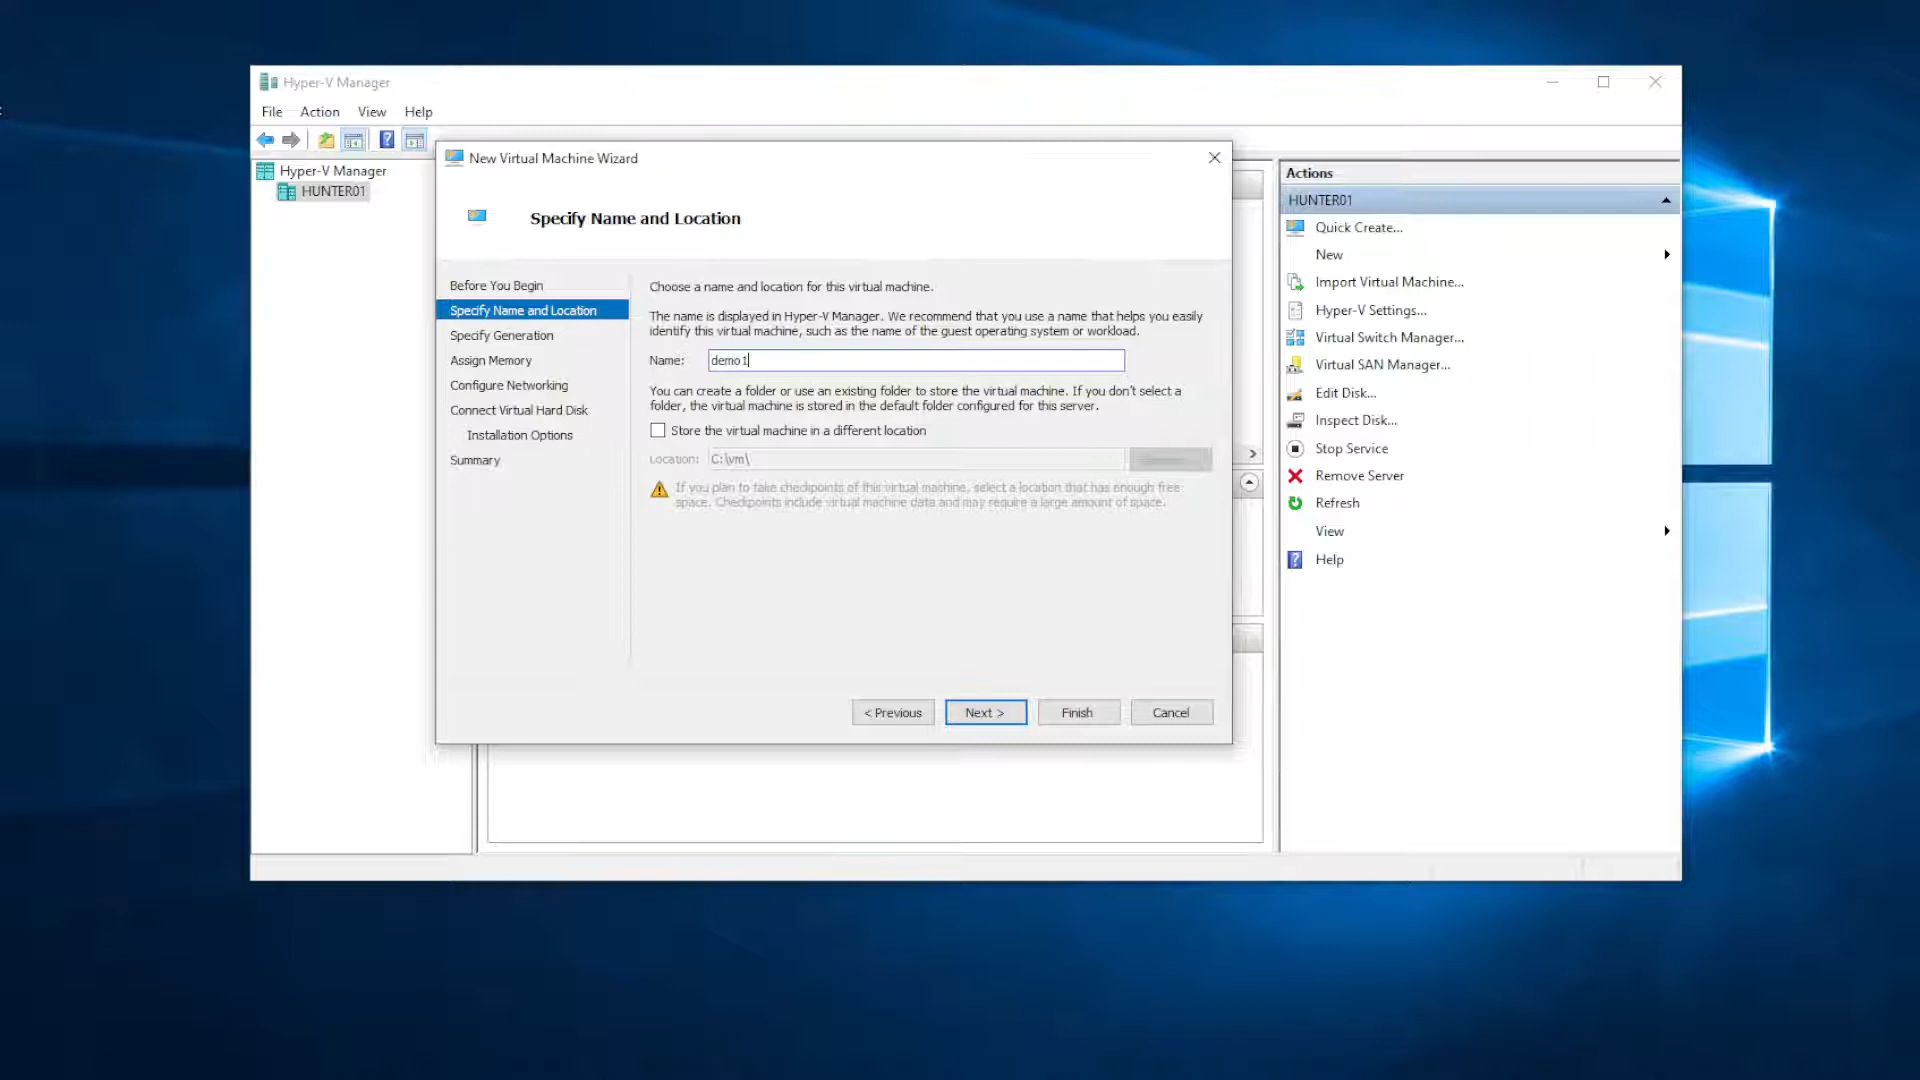 Hyper-V Manager
File Action View Help
Hyper-V Manager
HUNTER01
New Virtual Machine Wizard
Specify Name and Location
Before You Begin
Specify Name and Location
Specify Generation
Assign Memory
Configure Networking
Connect Virtual Hard Disk
Installation Options
Summary
Choose a name and location for this virtual machine.
The name is displayed in Hyper-V Manager. We recommend that you use a name that helps you easily
identify this virtual machine, such as the name of the guest operating system or workload.
Name: demo1
You can create a folder or use an existing folder to store the virtual machine. If you don't select a
folder, the virtual machine is stored in the default folder configured for this server.
Store the virtual machine in a different location
Location: C:\vm\
If you plan to take checkpoints of this virtual machine, select a location that has enough free
space. Checkpoints include virtual machine data and may require a large amount of space.
< Previous Next > Finish Cancel
Actions
HUNTER01
Quick Create...
New
Import Virtual Machine...
Hyper-V Settings...
Virtual Switch Manager...
Virtual SAN Manager...
Edit Disk...
Inspect Disk...
Stop Service
Remove Server
Refresh
View
Help